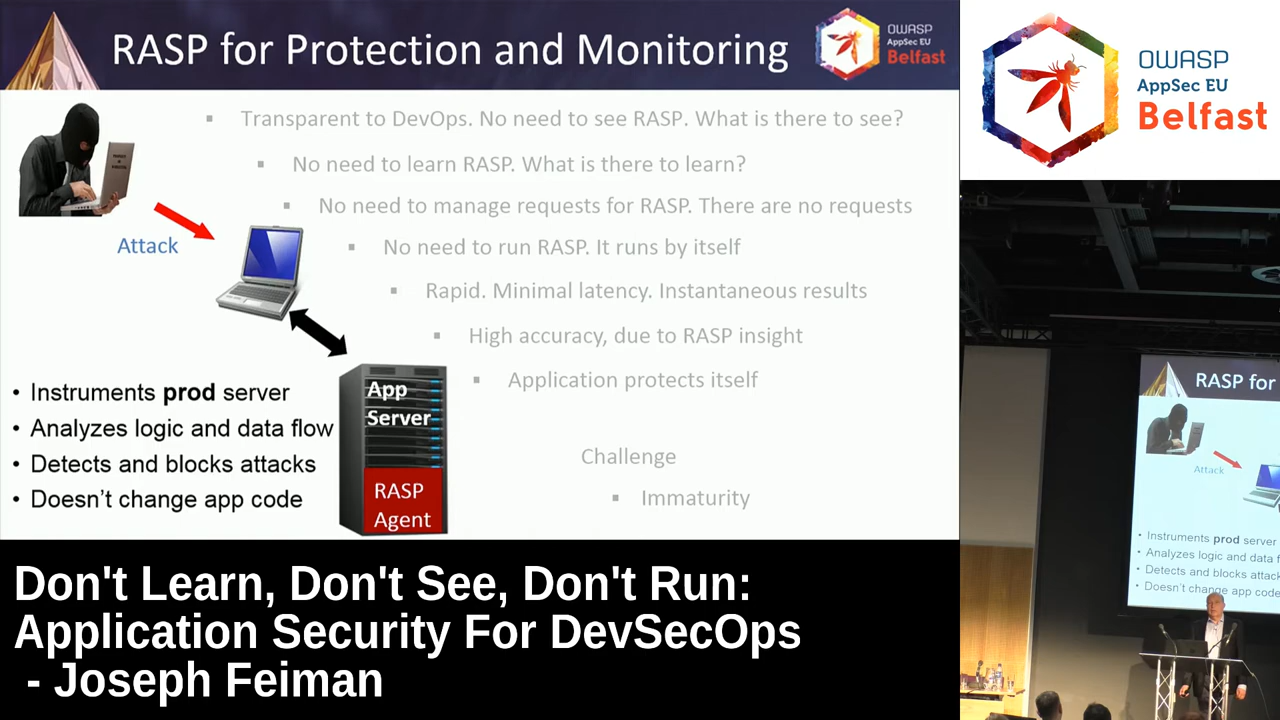 RASP for Protection and Monitoring
OWASP
AppSec EU
Belfast
Transparent to DevOps. No need to see RASP. What is there to see?
No need to learn RASP. What is there to learn?
No need to manage requests for RASP. There are no requests
Attack
No need to run RASP. It runs by itself
Rapid. Minimal latency. Instantaneous results
High accuracy, due to RASP insight
Application protects itself
App
Server
RASP
Agent
• Instruments prod server
• Analyzes logic and data flow
• Detects and blocks attacks
• Doesn't change app code
Challenge
Immaturity
Don't Learn, Don't See, Don't Run:
Application Security For DevSecOps
- Joseph Feiman
OWASP
AppSec EU
Belfast
RASP for
Attack
• Instruments prod server
• Analyzes logic and data f
• Detects and blocks attack
• Doesn't change app code